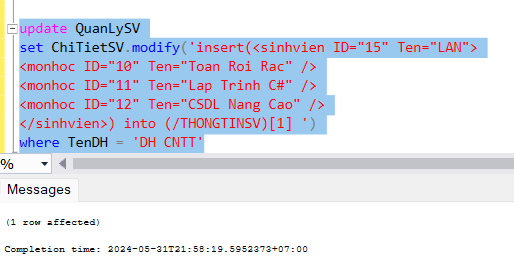 update QuanLySV
set ChiTietSV.modify('insert(<sinhvien ID="15" Ten="LAN">
<monhoc ID="10" Ten="Toan Roi Rac" />
<monhoc ID="11" Ten="Lap Trinh C#" />
<monhoc ID="12" Ten="CSDL Nang Cao" />
</sinhvien>) into (/THONGTINSV)[1] ')
where TenDH = 'DH CNTT'
%
Messages
(1 row affected)
Completion time: 2024-05-31T21:58:19.5952373+07:00